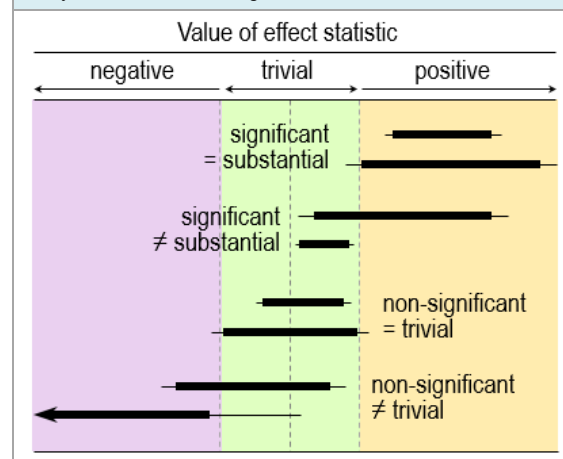 Value of effect statistic
negative trivial positive
significant
= substantial
significant
≠ substantial
non-significant
= trivial
non-significant
≠ trivial